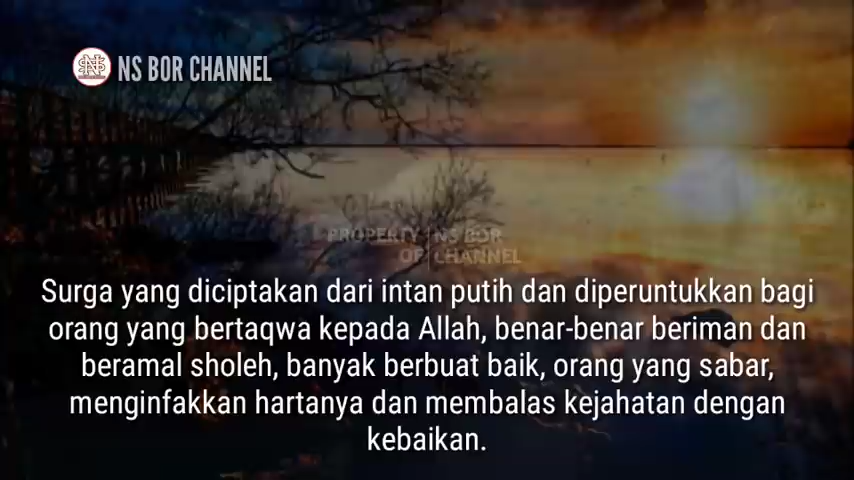 NS BOR CHANNEL
PROPERTY OF
NS BOR CHANNEL
Surga yang diciptakan dari intan putih dan diperuntukkan bagi
orang yang bertaqwa kepada Allah, benar-benar beriman dan
beramal sholeh, banyak berbuat baik, orang yang sabar,
menginfakkan hartanya dan membalas kejahatan dengan
kebaikan.